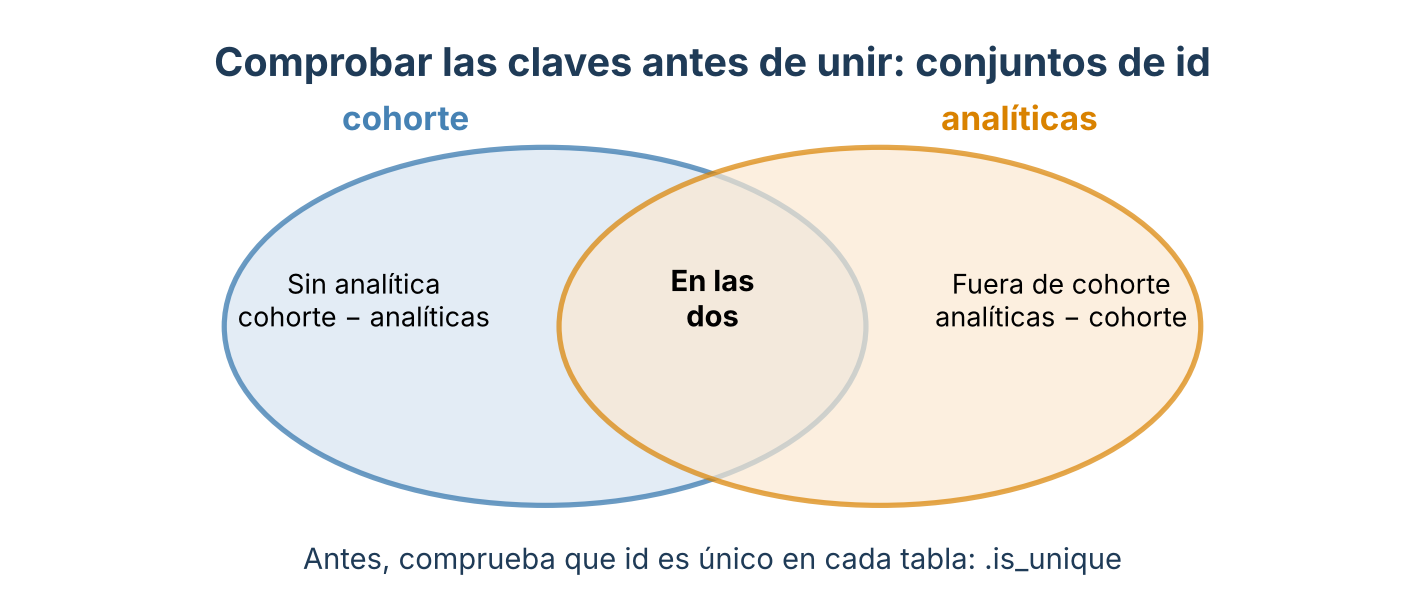 Comprobar las claves antes de unir: conjuntos de id
cohorte
analíticas
Sin analítica
cohorte − analíticas
En las
dos
Fuera de cohorte
analíticas − cohorte
Antes, comprueba que id es único en cada tabla: .is_unique